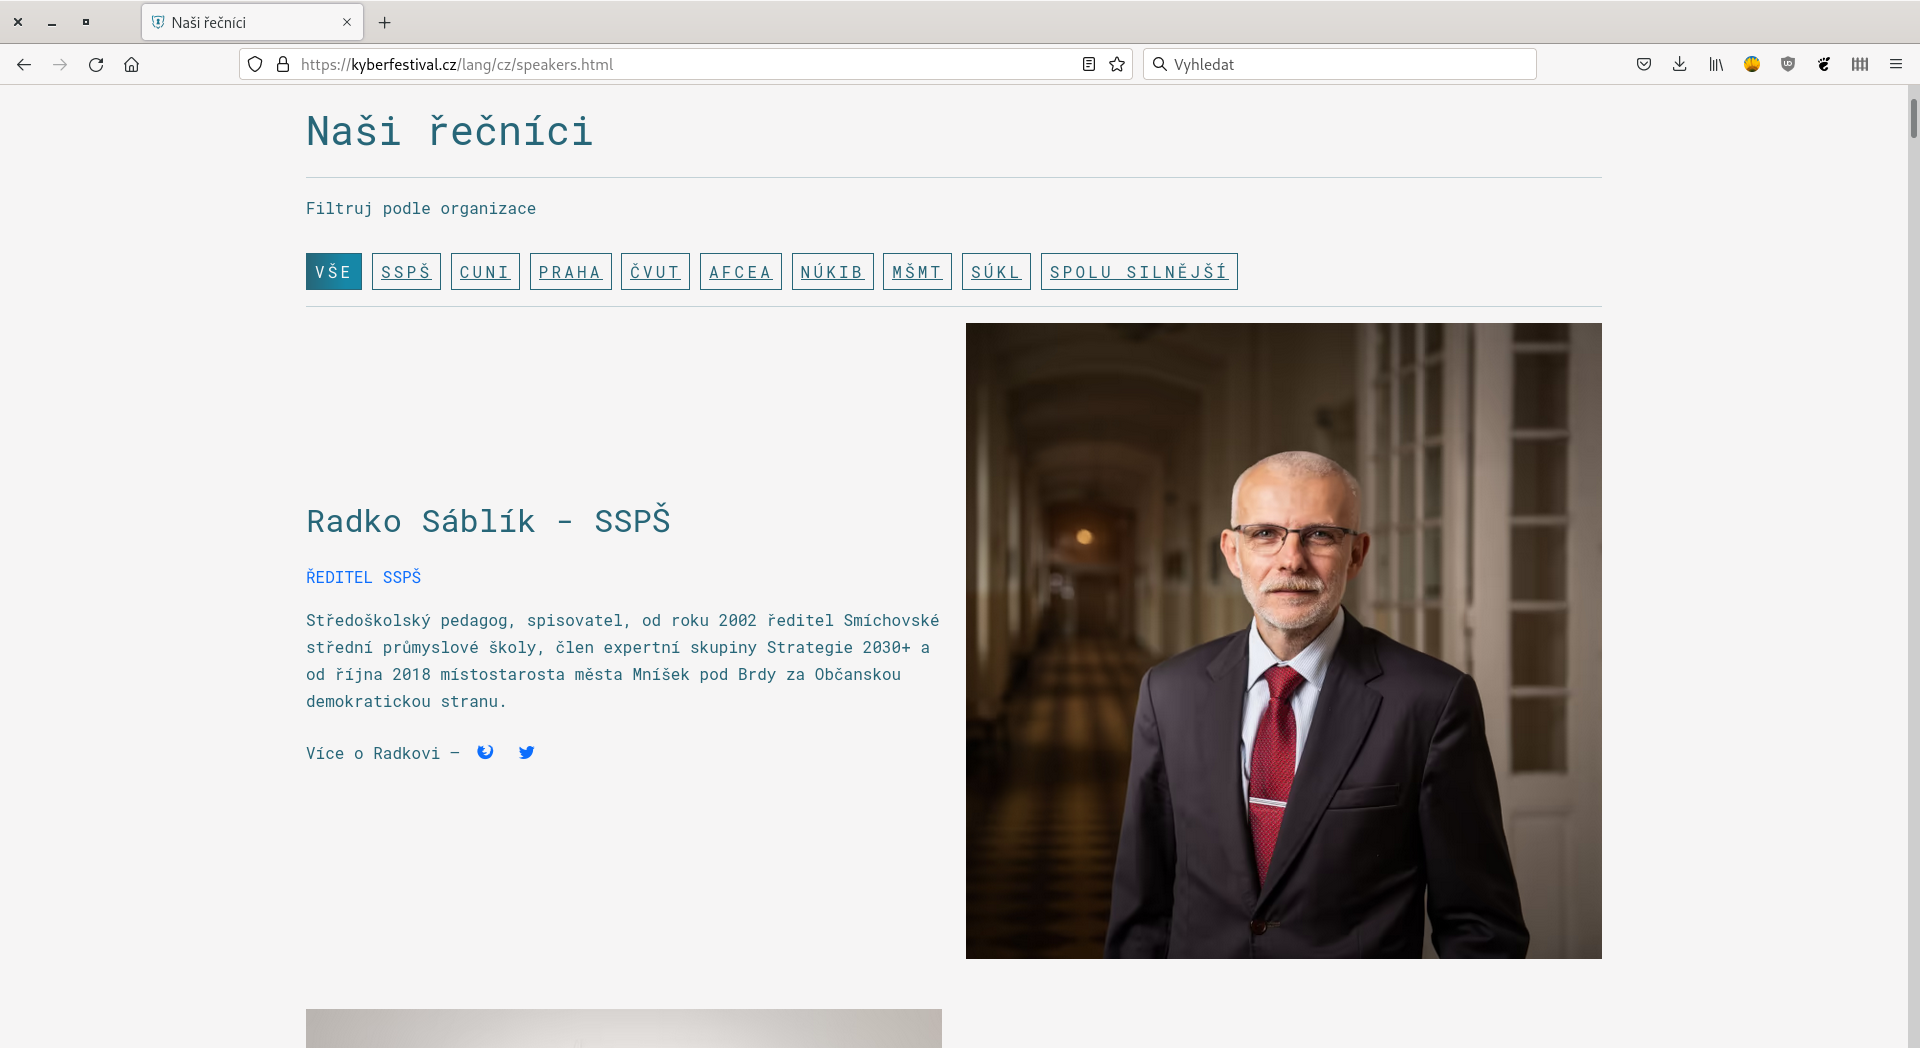 Naši řečníci
https://kyberfestival.cz/lang/cz/speakers.html
Vyhledat
Naši řečníci
Filtruj podle organizace
VŠE SSPŠ CUNI PRAHA ČVUT AFCEA NÚKIB MŠMT SÚKL SPOLU SILNĚJŠÍ
Radko Sáblík - SSPŠ
ŘEDITEL SSPŠ
Středoškolský pedagog, spisovatel, od roku 2002 ředitel Smíchovské
střední průmyslové školy, člen expertní skupiny Strategie 2030+ a
od října 2018 místostarosta města Mníšek pod Brdy za Občanskou
demokratickou stranu.
Více o Radkovi –